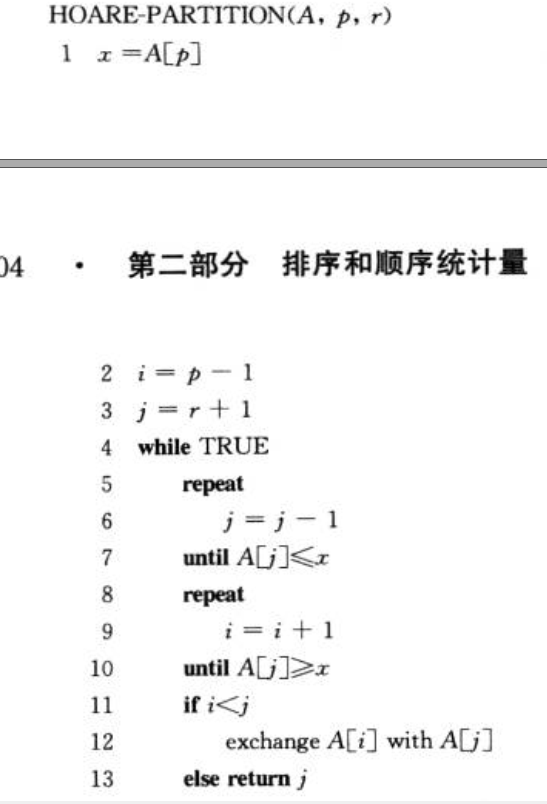 HOARE-PARTITION(A, p, r)
1 x =A[p]
04 · 第二部分 排序和顺序统计量
2 i = p - 1
3 j = r + 1
4 while TRUE
5 repeat
6 j = j - 1
7 until A[j]⩽x
8 repeat
9 i = i + 1
10 until A[j]⩾x
11 if i<j
12 exchange A[i] with A[j]
13 else return j